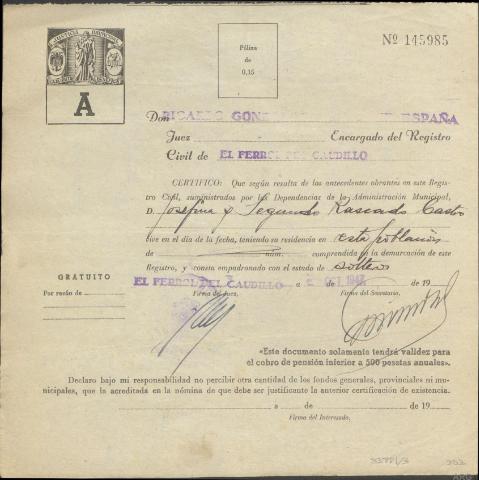 Nº 145985
Póliza
de
0,15
A
Don RICARDO ESPAÑA
Juez - Encargado del Registro
Civil de EL FERROL DEL CAUDILLO
CERTIFICO: Que según resulta de los antecedentes obrantes en este Regis-
tro Civil, suministrados por las Dependencias de la Administración Municipal,
D. Josefina y Segundo Rascado Castro
vive en el día de la fecha, teniendo su residencia en esta población
de núm. comprendida en la demarcación de este
Registro, y consta empadronado con el estado de soltero
GRATUITO
EL FERROL DEL CAUDILLO a de de 19
Por razón de
Firma del Juez.
Firma del Secretario.
«Este documento solamente tendrá validez para
el cobro de pensión inferior a 500 pesetas anuales».
Declaro bajo mi responsabilidad no percibir otra cantidad de los fondos generales, provinciales ni mu-
nicipales, que la acreditada en la nómina de que debe ser justificante la anterior certificación de existencia.
a de de 19
Firma del Interesado.